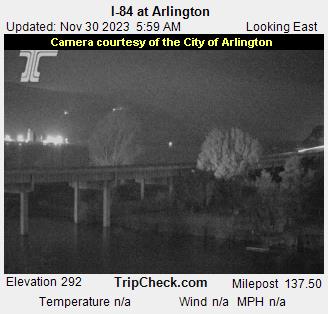 I-84 at Arlington
Updated: Nov 30 2023 5:59 AM Looking East
Camera courtesy of the City of Arlington
Elevation 292 TripCheck.com Milepost 137.50
Temperature n/a Wind n/a MPH n/a